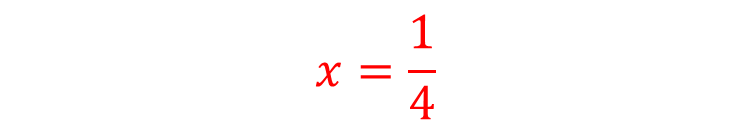 x = 1/4